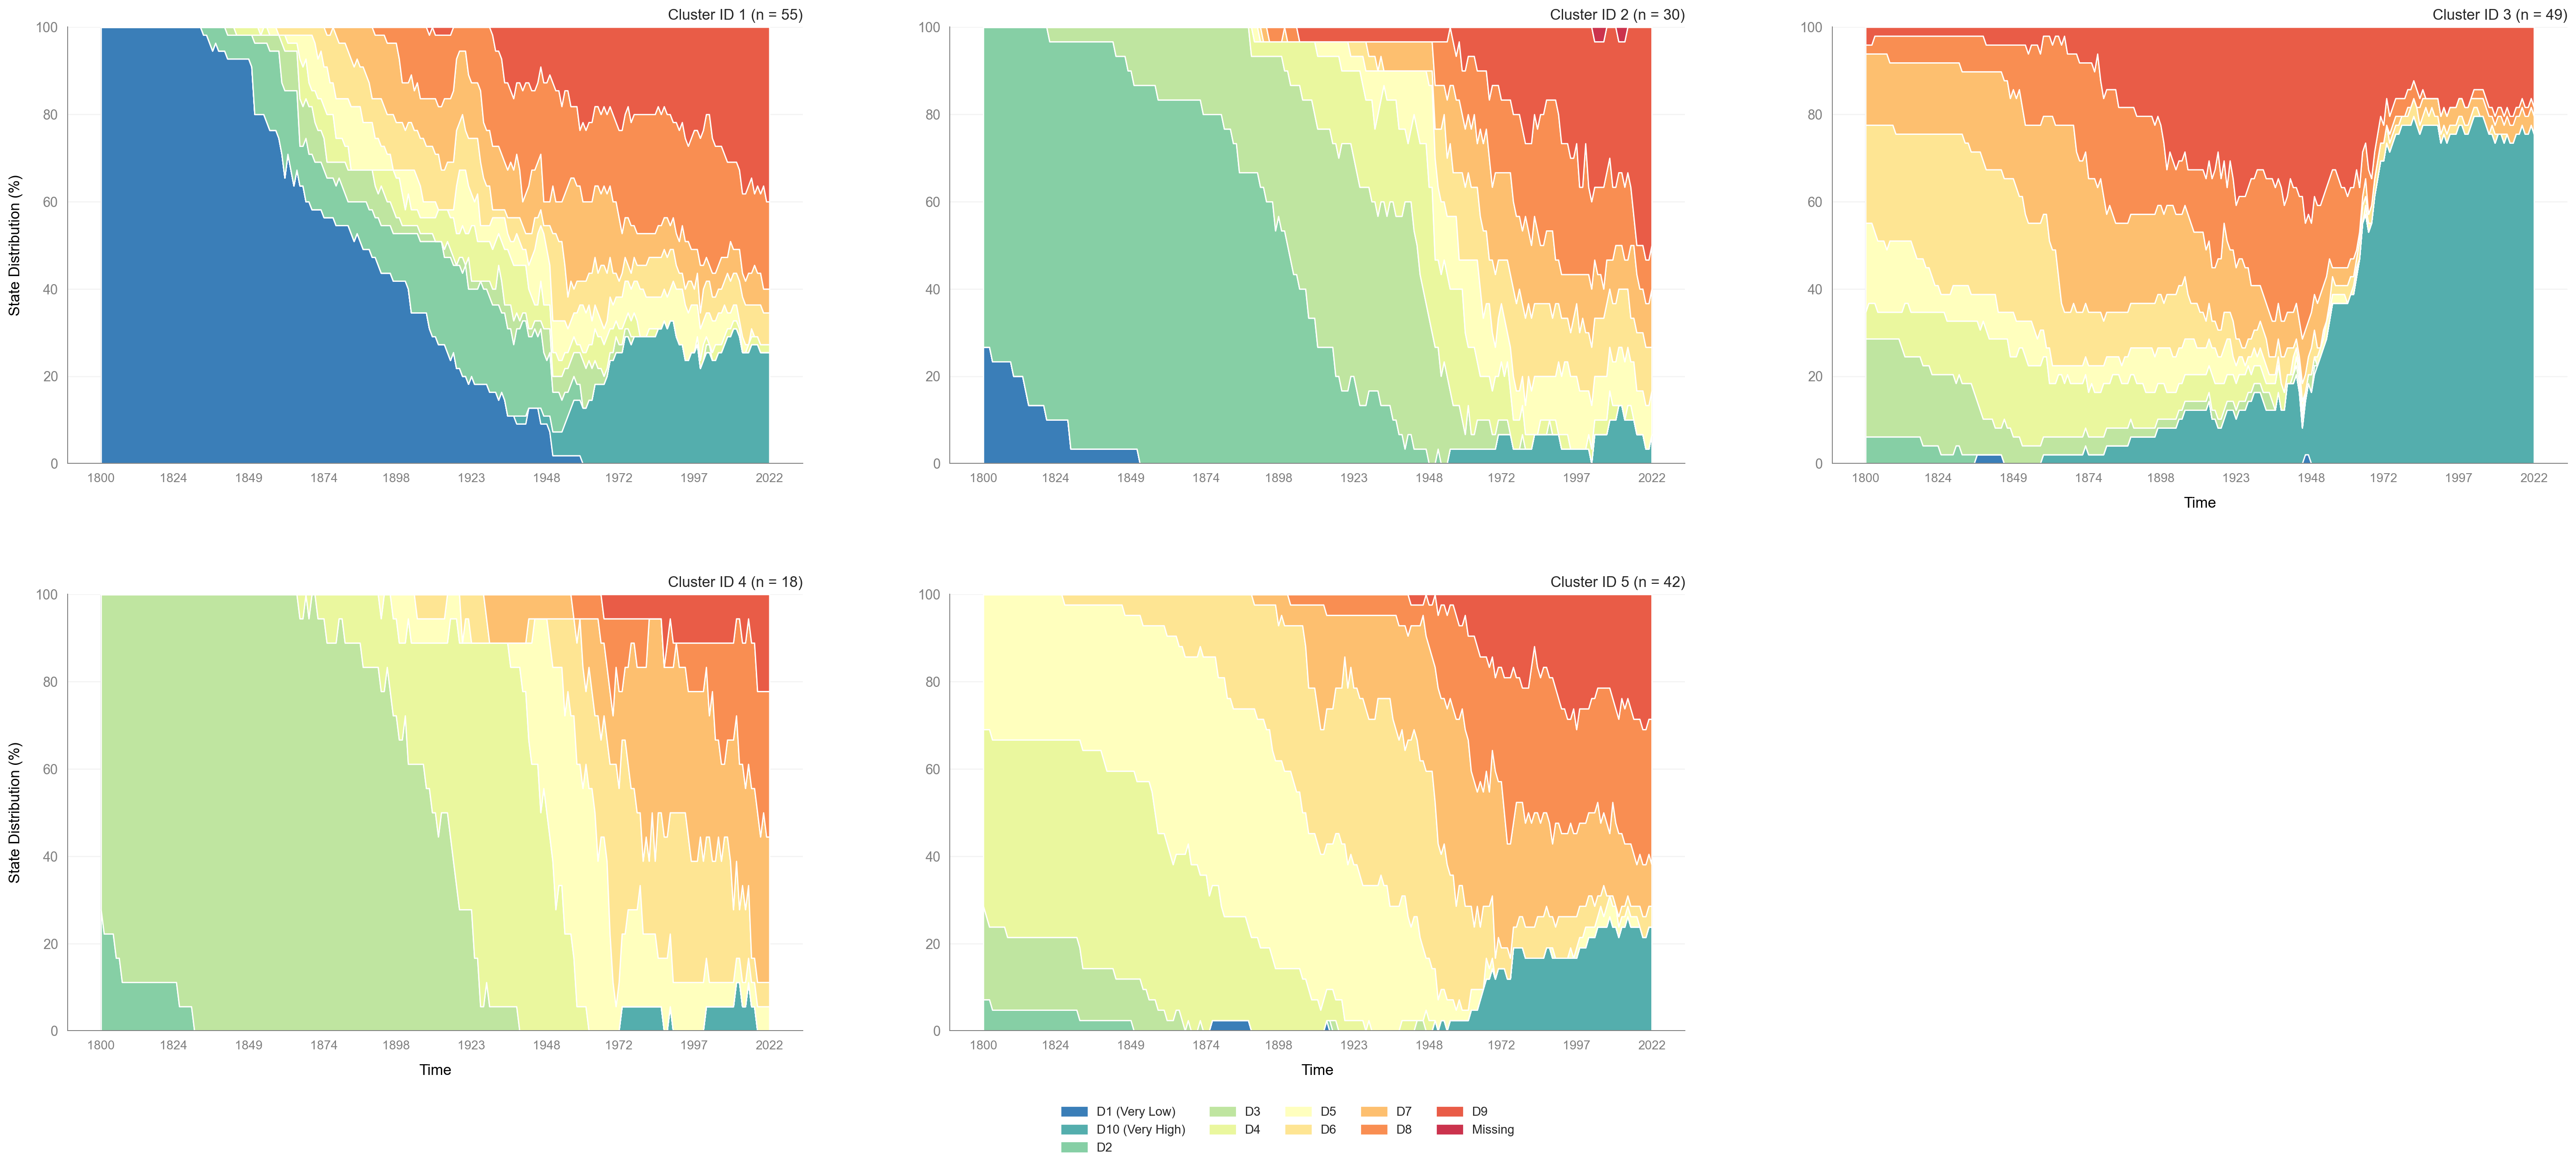 Cluster ID 1 (n = 55)
Cluster ID 2 (n = 30)
Cluster ID 3 (n = 49)
State Distribution (%)
100
80
60
40
20
0
1800 1824 1849 1874 1898 1923 1948 1972 1997 2022
100
80
60
40
20
0
1800 1824 1849 1874 1898 1923 1948 1972 1997 2022
100
80
60
40
20
0
1800 1824 1849 1874 1898 1923 1948 1972 1997 2022
Time
Cluster ID 4 (n = 18)
Cluster ID 5 (n = 42)
State Distribution (%)
100
80
60
40
20
0
1800 1824 1849 1874 1898 1923 1948 1972 1997 2022
Time
100
80
60
40
20
0
1800 1824 1849 1874 1898 1923 1948 1972 1997 2022
Time
D1 (Very Low) D3 D5 D7 D9
D10 (Very High) D4 D6 D8 Missing
D2